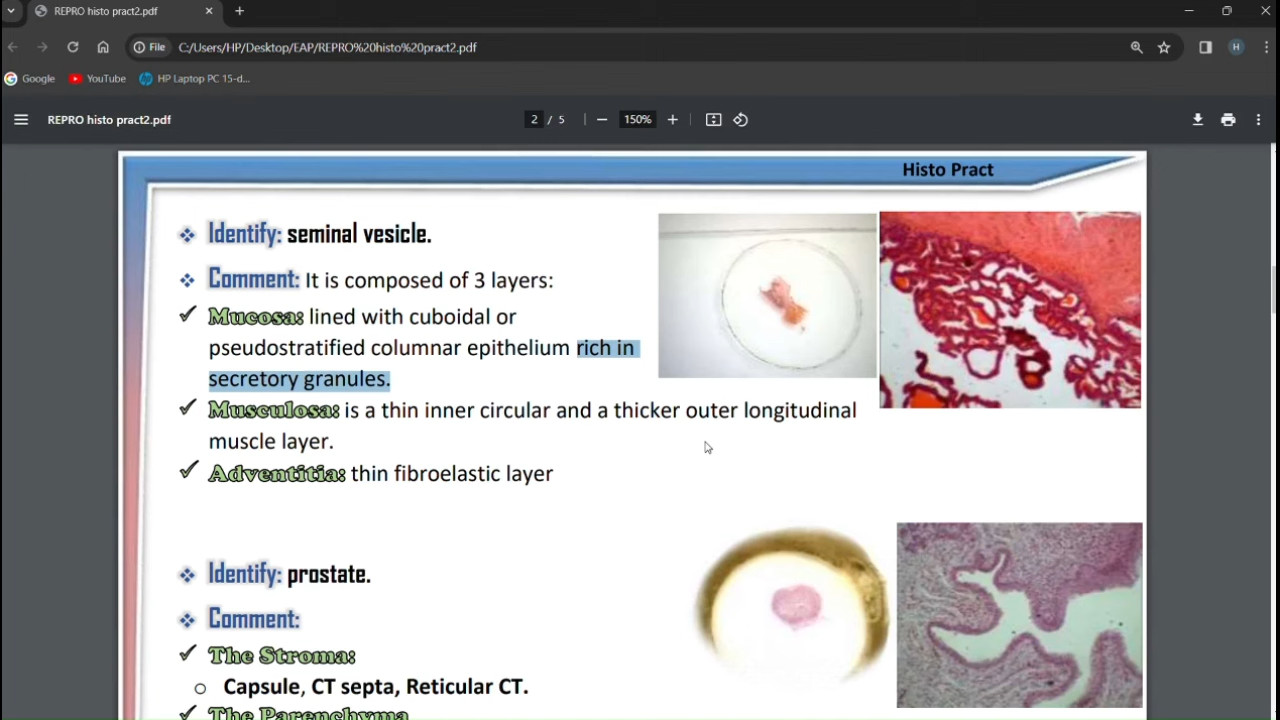 REPRO histo pract2.pdf
File C:/Users/HP/Desktop/EAP/REPRO%20histo%20pract2.pdf H
Google YouTube HP Laptop PC 15-d...
REPRO histo pract2.pdf 2 / 5 150%
Histo Pract
Identify: seminal vesicle.
Comment: It is composed of 3 layers:
Mucosa: lined with cuboidal or
pseudostratified columnar epithelium rich in
secretory granules.
Musculosa: is a thin inner circular and a thicker outer longitudinal
muscle layer.
Adventitia: thin fibroelastic layer
Identify: prostate.
Comment:
The Stroma:
Capsule, CT septa, Reticular CT.
The Parenchyma